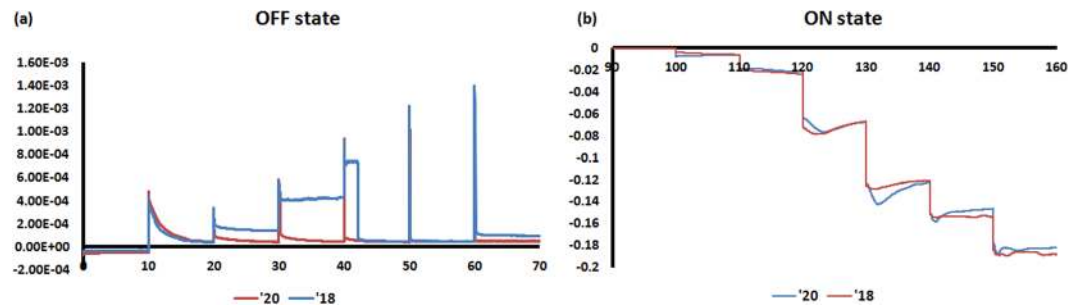 (a)
OFF state
1.60E-03
1.40E-03
1.20E-03
1.00E-03
8.00E-04
6.00E-04
4.00E-04
2.00E-04
0.00E+00
-2.00E-04
0 10 20 30 40 50 60 70
'20 '18
(b)
ON state
0
-0.02
-0.04
-0.06
-0.08
-0.1
-0.12
-0.14
-0.16
-0.18
-0.2
90 100 110 120 130 140 150 160
'20 '18